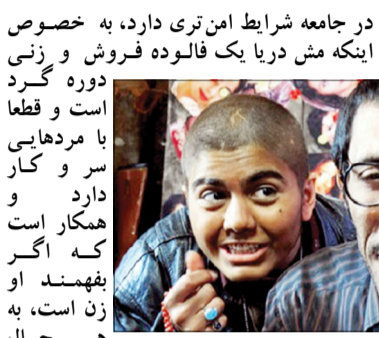 در جامعه شرایط امن‌تری دارد، به خصوص
اینکه مش دریا یک فالوده فروش و زنی
دوره گرد
است و قطعا
با مردهایی
سر و کار
دارد و
همکار است
که اگر
بفهمند او
زن است، به